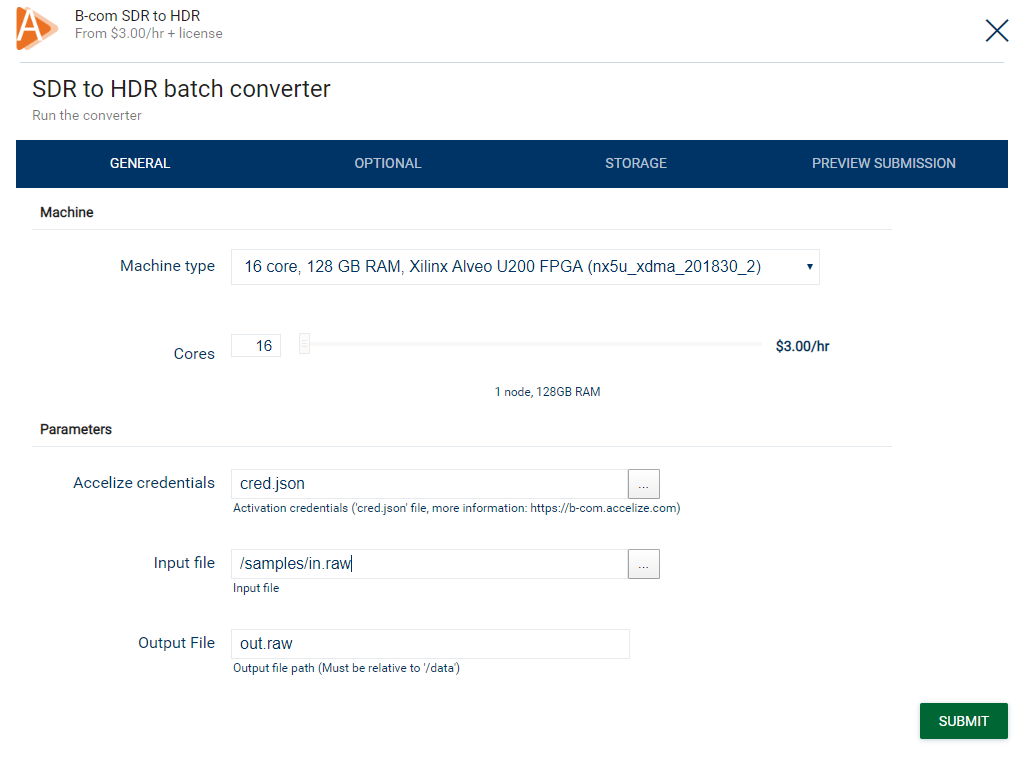 B-com SDR to HDR
From $3.00/hr + license
SDR to HDR batch converter
Run the converter
GENERAL OPTIONAL STORAGE PREVIEW SUBMISSION
Machine
Machine type 16 core, 128 GB RAM, Xilinx Alveo U200 FPGA (nx5u_xdma_201830_2)
Cores 16 $3.00/hr
1 node, 128GB RAM
Parameters
Accelize credentials cred.json ...
Activation credentials ('cred.json' file, more information: https://b-com.accelize.com)
Input file /samples/in.raw ...
Input file
Output File out.raw
Output file path (Must be relative to '/data')
SUBMIT